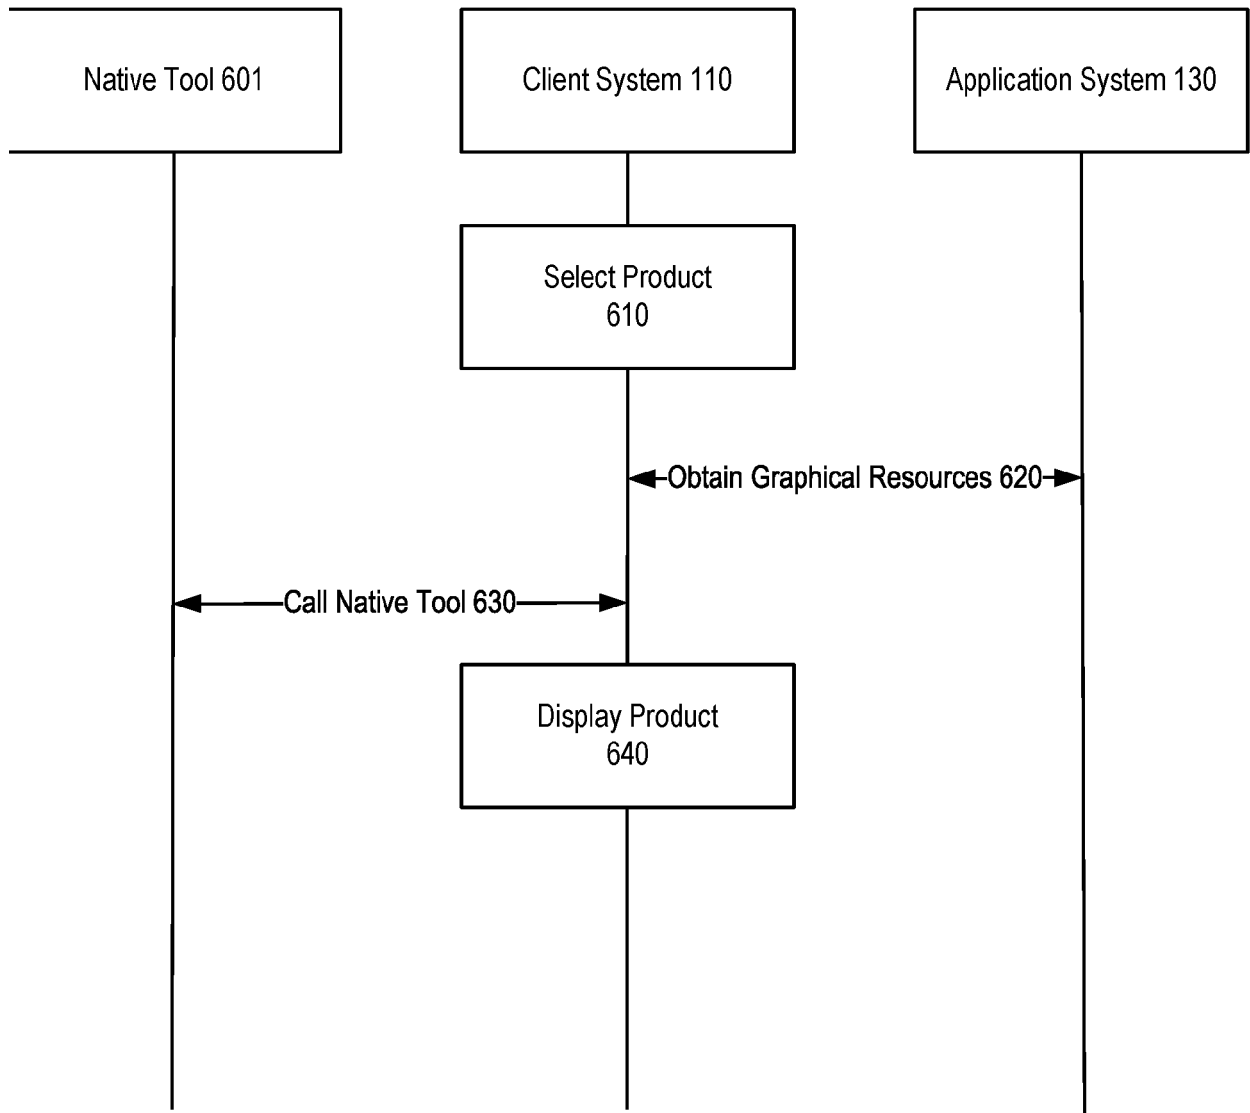 Native Tool 601
Client System 110
Application System 130
Select Product
610
Obtain Graphical Resources 620
Call Native Tool 630
Display Product
640